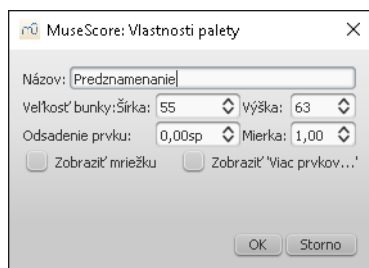 MuseScore: Vlastnosti palety
Názov: Predznamenanie
Veľkosť bunky:Šírka: 55 Výška: 63
Odsadenie prvku: 0,00sp Mierka: 1,00
Zobraziť mriežku Zobraziť 'Viac prvkov...'
OK Storno